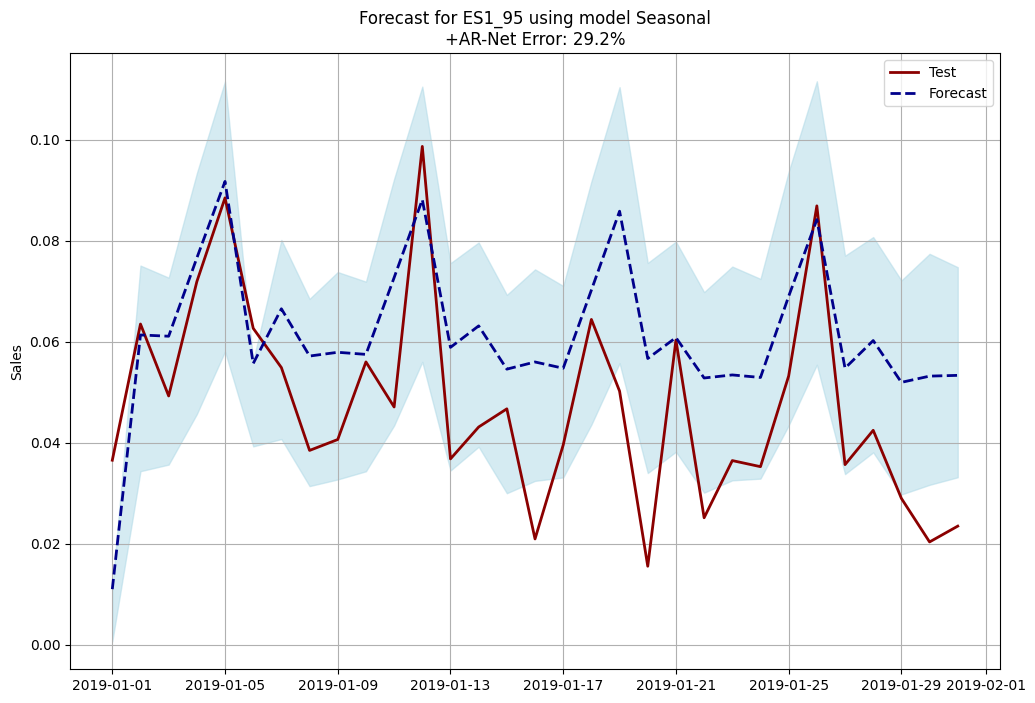 Forecast for ES1_95 using model Seasonal
+AR-Net Error: 29.2%
Test
Forecast
Sales
0.10
0.08
0.06
0.04
0.02
0.00
2019-01-01 2019-01-05 2019-01-09 2019-01-13 2019-01-17 2019-01-21 2019-01-25 2019-01-29 2019-02-01